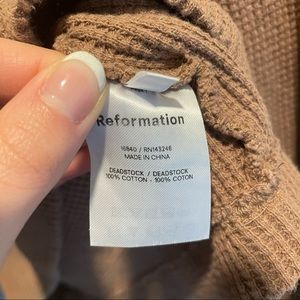 Reformation
16840 / RN143246
MADE IN CHINA
DEADSTOCK / DEADSTOCK
100% COTTON - 100% COTON